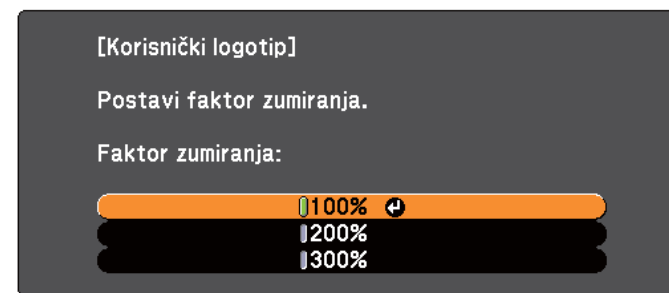 [Korisnički logotip]
Postavi faktor zumiranja.
Faktor zumiranja:
100%
200%
300%